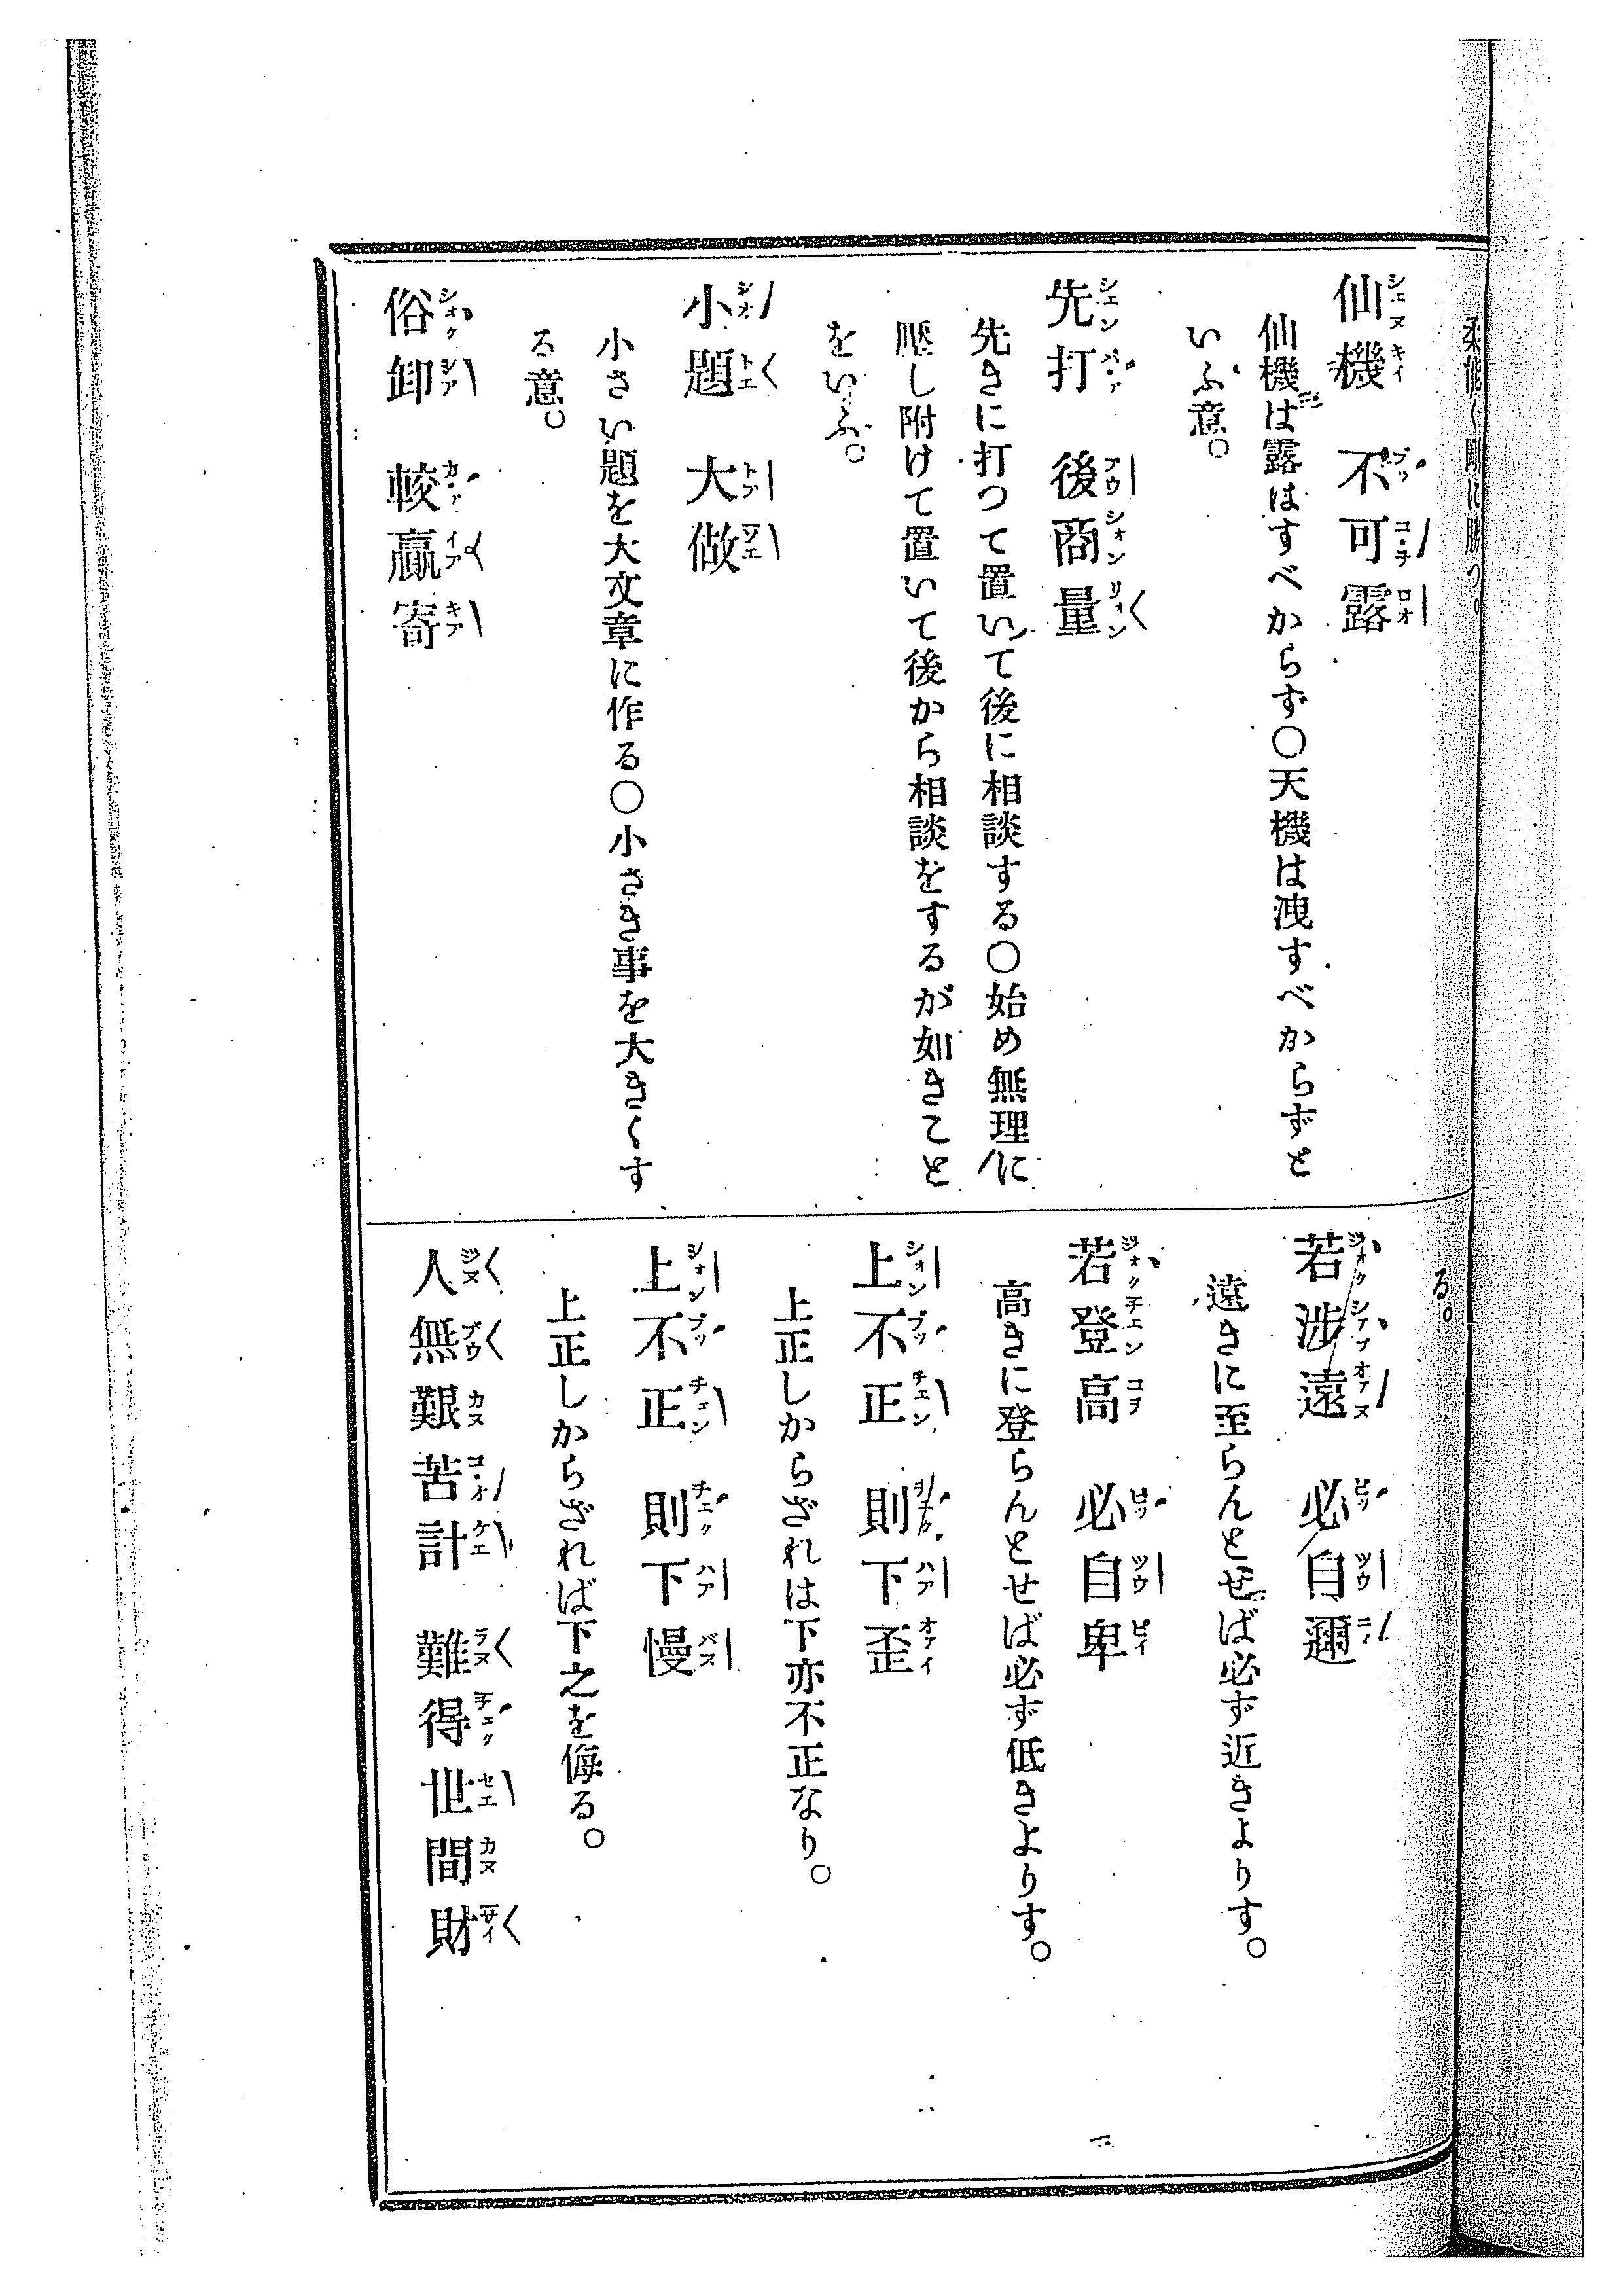 柔能く剛に勝つ。
仙機 不可露
仙機は露はすべからず〇天機は洩すべからずと
いふ意。
先打 後商量
先きに打つて置いて後に相談する〇始め無理に
壓し附けて置いて後から相談をするが如きこと
をいふ。
小題 大做
小さい題を大文章に作る〇小さき事を大きくす
る意。
俗卸 較贏寄
る。
若涉遠 必自邇
遠きに至らんとせば必ず近きよりす。
若登高 必自卑
高きに登らんとせば必ず低きよりす。
上不正 則下歪
上正しからざれは下亦不正なり。
上不正 則下慢
上正しからざれば下之を侮る。
人無艱苦計 難得世間財